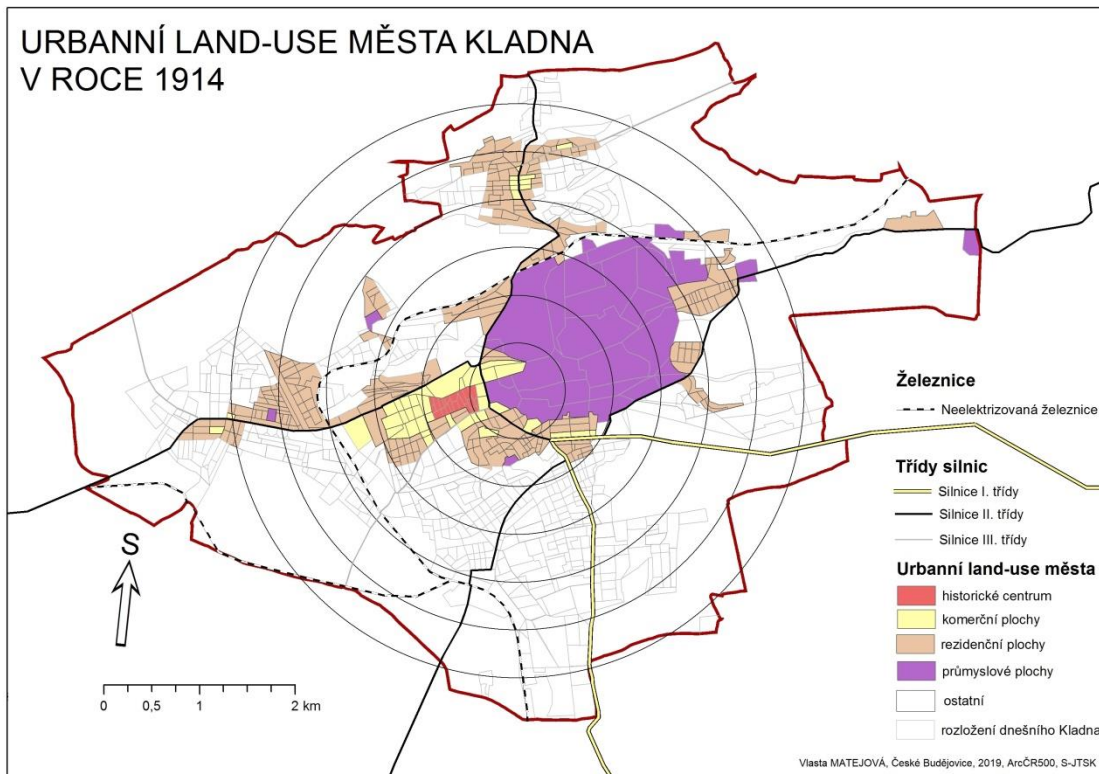 URBANNÍ LAND-USE MĚSTA KLADNA
V ROCE 1914
Železnice
Neelektrizovaná železnice
Třídy silnic
Silnice I. třídy
Silnice II. třídy
Silnice III. třídy
Urbanní land-use města
historické centrum
komerční plochy
rezidenční plochy
průmyslové plochy
ostatní
rozložení dnešního Kladna
S
0 0,5 1 2 km
Vlasta MATEJOVÁ, České Budějovice, 2019, ArcČR500, S-JTSK